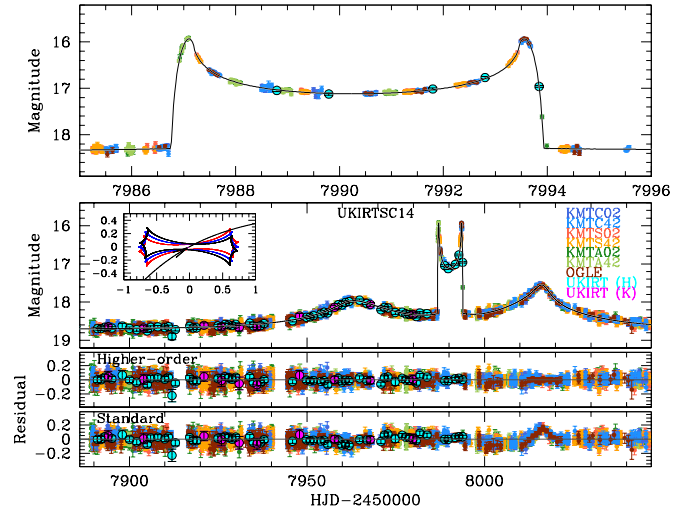 16
17
18
Magnitude
7986 7988 7990 7992 7994 7996
UKIRTSC14
0.4
0.2
0
−0.2
−0.4
−1 −0.5 0 0.5 1
KMTC02
KMTC42
KMTS02
KMTS42
KMTA02
KMTA42
OGLE
UKIRT (H)
UKIRT (K)
16
17
18
19
Magnitude
Higher−order
0.2
0
−0.2
Standard
0.2
0
−0.2
Residual
7900 7950 8000
HJD−2450000